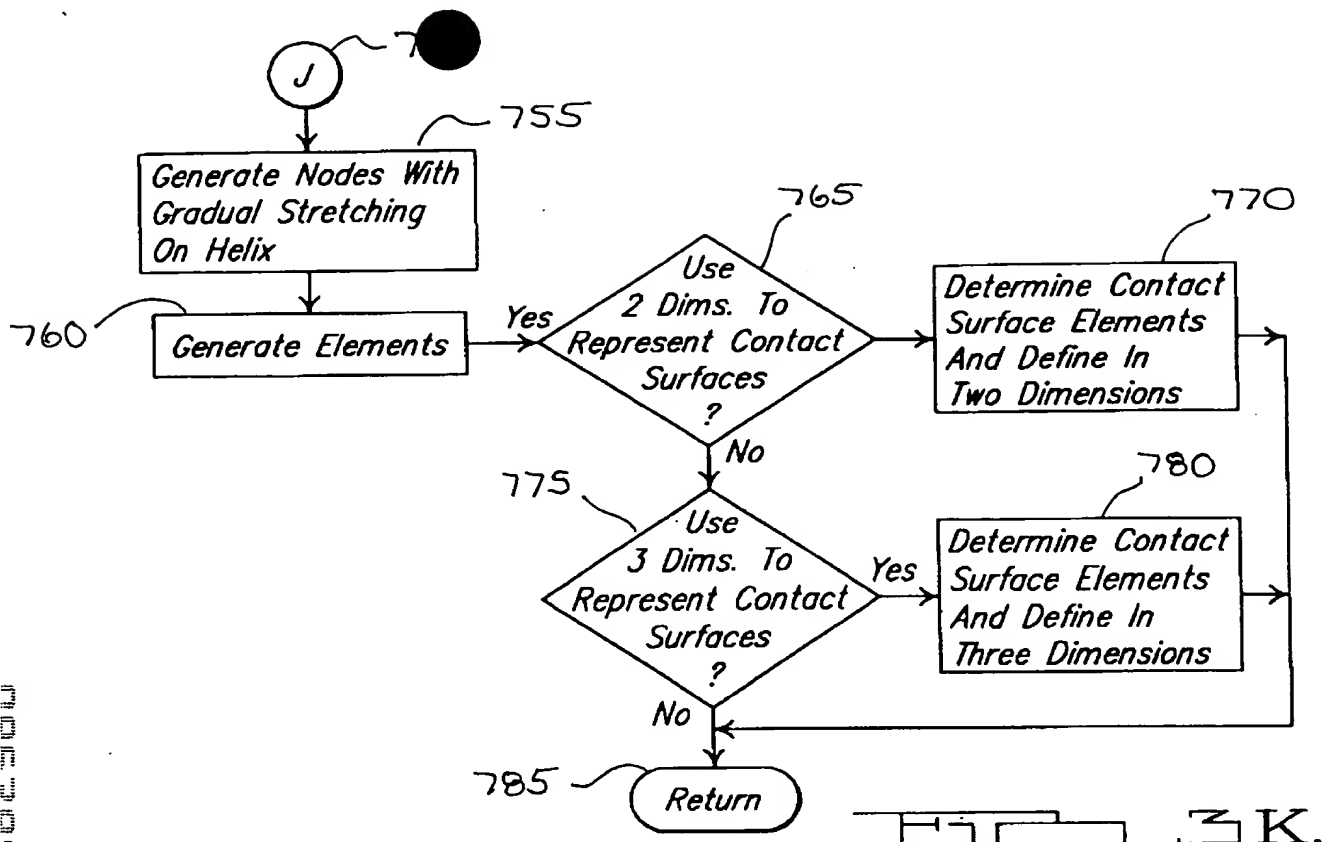 J
755
Generate Nodes With
Gradual Stretching
On Helix
760
Generate Elements
Yes
765
Use
2 Dims. To
Represent Contact
Surfaces
?
770
Determine Contact
Surface Elements
And Define In
Two Dimensions
No
775
Use
3 Dims. To
Represent Contact
Surfaces
?
Yes
780
Determine Contact
Surface Elements
And Define In
Three Dimensions
No
785
Return
3K.